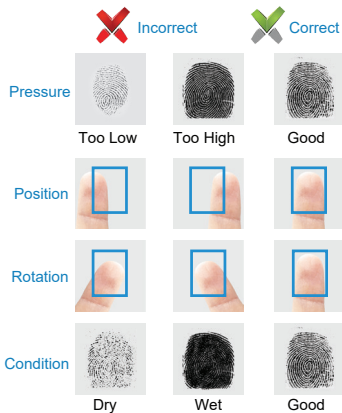 Incorrect Correct
Pressure
Too Low Too High Good
Position
Rotation
Condition
Dry Wet Good